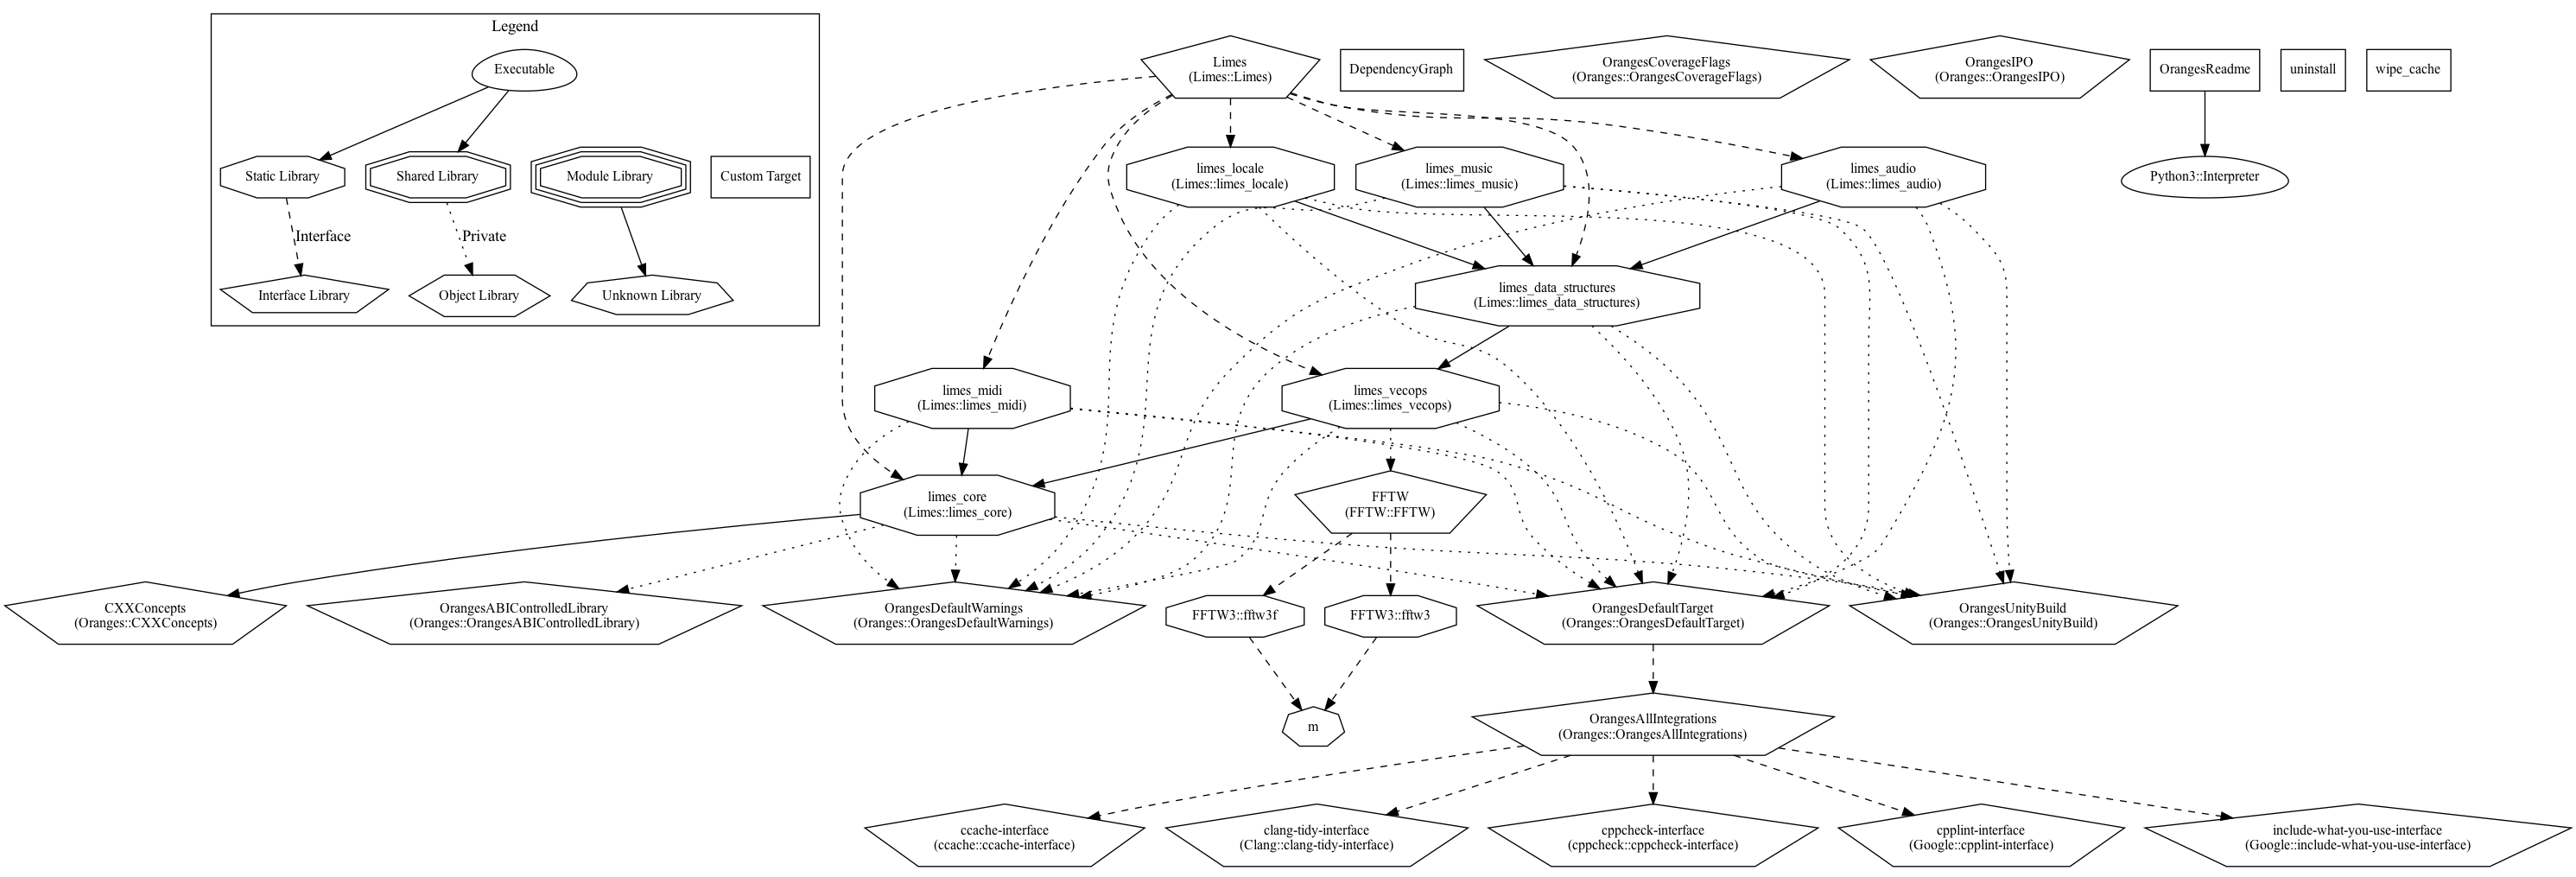 Legend
Executable
Static Library
Shared Library
Module Library
Custom Target
Interface
Private
Interface Library
Object Library
Unknown Library
Limes
(Limes::Limes)
DependencyGraph
OrangesCoverageFlags
(Oranges::OrangesCoverageFlags)
OrangesIPO
(Oranges::OrangesIPO)
OrangesReadme
uninstall
wipe_cache
limes_locale
(Limes::limes_locale)
limes_music
(Limes::limes_music)
limes_audio
(Limes::limes_audio)
Python3::Interpreter
limes_data_structures
(Limes::limes_data_structures)
limes_midi
(Limes::limes_midi)
limes_vecops
(Limes::limes_vecops)
limes_core
(Limes::limes_core)
FFTW
(FFTW::FFTW)
CXXConcepts
(Oranges::CXXConcepts)
OrangesABIControlledLibrary
(Oranges::OrangesABIControlledLibrary)
OrangesDefaultWarnings
(Oranges::OrangesDefaultWarnings)
FFTW3::fftw3f
FFTW3::fftw3
OrangesDefaultTarget
(Oranges::OrangesDefaultTarget)
OrangesUnityBuild
(Oranges::OrangesUnityBuild)
m
OrangesAllIntegrations
(Oranges::OrangesAllIntegrations)
ccache-interface
(ccache::ccache-interface)
clang-tidy-interface
(Clang::clang-tidy-interface)
cppcheck-interface
(cppcheck::cppcheck-interface)
cpplint-interface
(Google::cpplint-interface)
include-what-you-use-interface
(Google::include-what-you-use-interface)